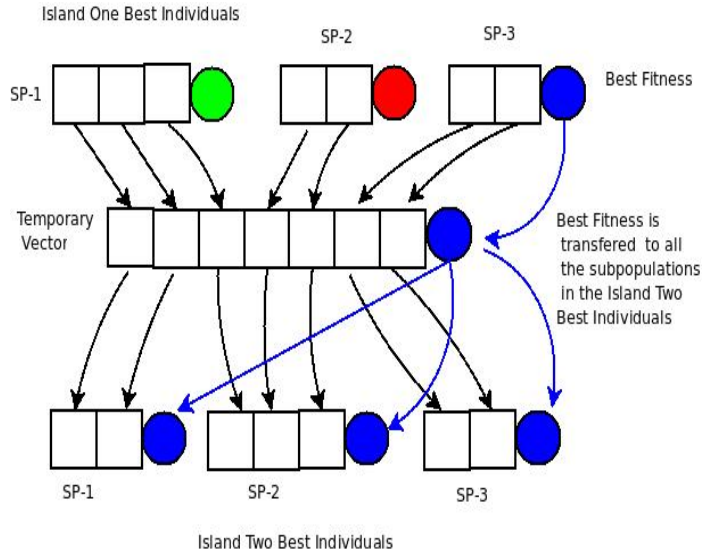 Island One Best Individuals
SP-2
SP-3
SP-1
Best Fitness
Temporary
Vector
Best Fitness is
transfered to all
the subpopulations
in the Island Two
Best Individuals
SP-1
SP-2
SP-3
Island Two Best Individuals